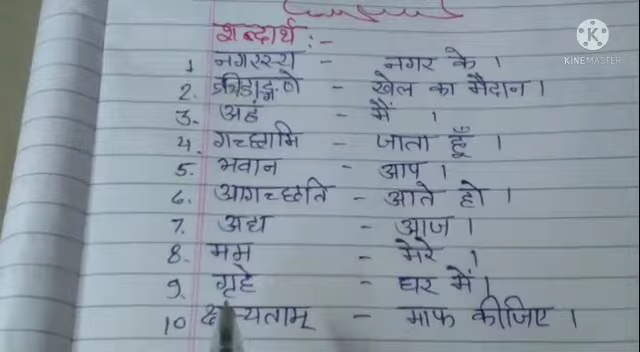 शब्दार्थ :-
1. नगरस्य - नगर के ।
2. क्रीडाङ्गणे - खेल का मैदान ।
3. अहं - मैं ।
4. गच्छामि - जाता हूँ ।
5. भवान - आप ।
6. आगच्छति - आते हो ।
7. अद्य - आज ।
8. मम - मेरे ।
9. गृहे - घर में ।
10 क्षम्यताम् - माफ कीजिए ।
KINEMASTER